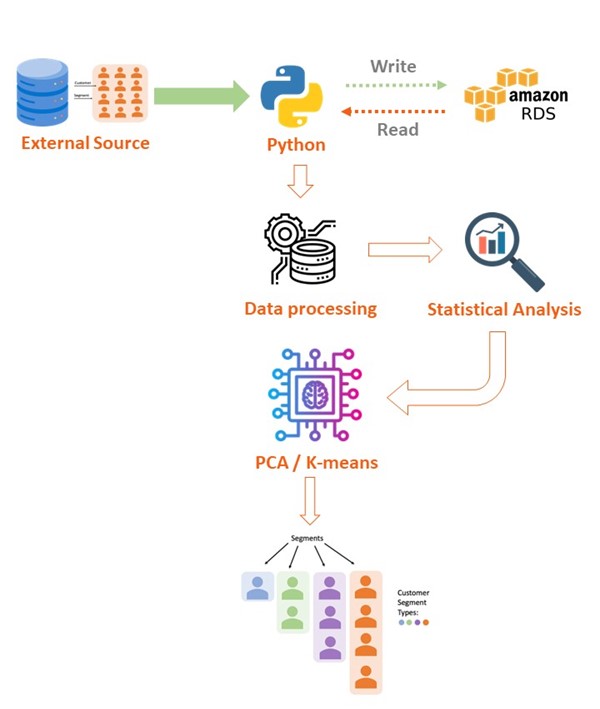 Customer
Segment
External Source
Python
Write
Read
amazon
RDS
Data processing
Statistical Analysis
PCA / K-means
Segments
Customer
Segment
Types: